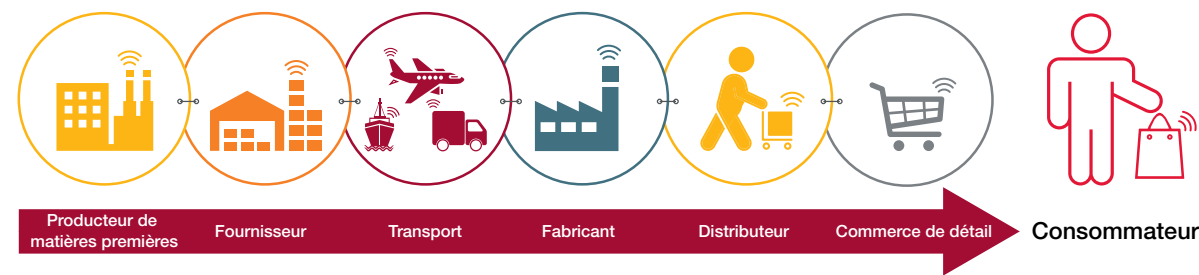 Producteur de
matières premières
Fournisseur
Transport
Fabricant
Distributeur
Commerce de détail
Consommateur